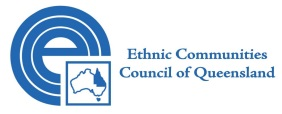 Ethnic Communities
Council of Queensland